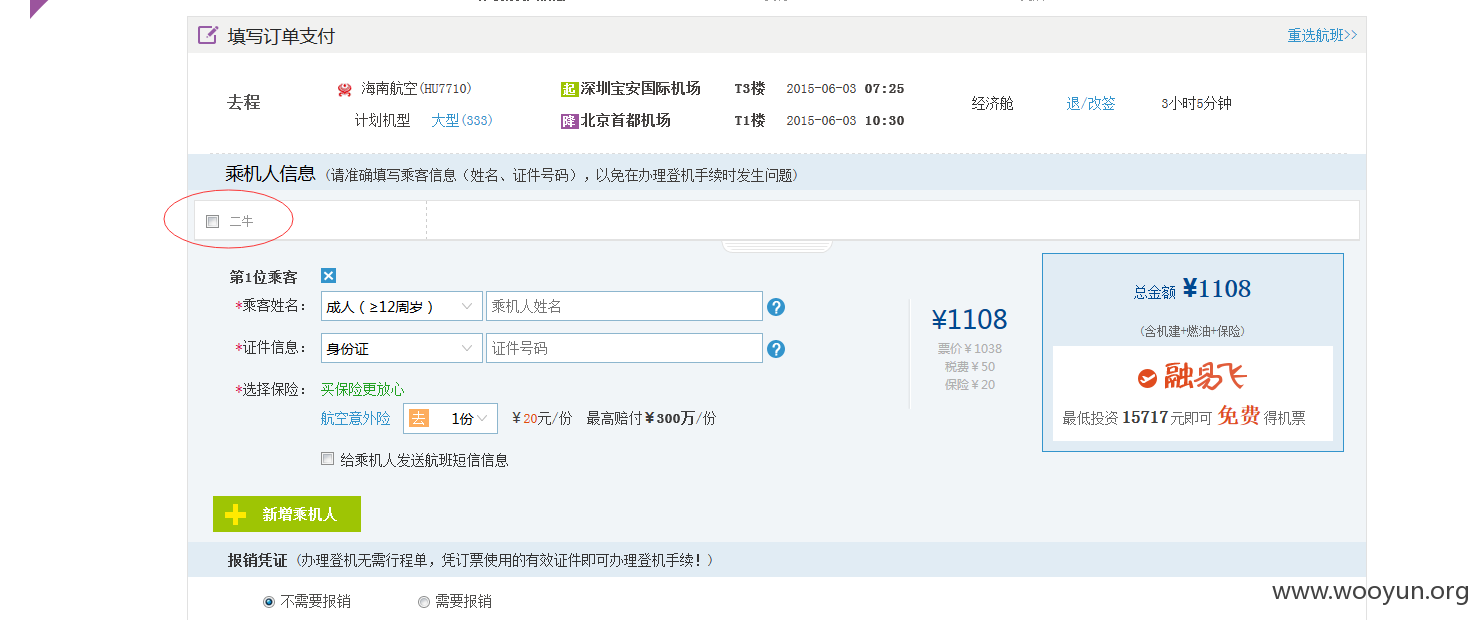 填写订单支付 重选航班>>
去程 海南航空(HU7710) 起 深圳宝安国际机场 T3楼 2015-06-03 07:25 经济舱 退/改签 3小时5分钟
计划机型 大型(333) 降 北京首都机场 T1楼 2015-06-03 10:30
乘机人信息 (请准确填写乘客信息(姓名、证件号码),以免在办理登机手续时发生问题)
二牛
第1位乘客
*乘客姓名: 成人(≥12周岁) 乘机人姓名 ?
*证件信息: 身份证 证件号码 ?
*选择保险: 买保险更放心
航空意外险 去 1份 ¥20元/份 最高赔付¥300万/份
给乘机人发送航班短信信息
¥1108
票价¥1038
税费¥50
保险¥20
总金额 ¥1108
(含机建+燃油+保险)
融易飞
最低投资 15717元即可 免费得机票
新增乘机人
报销凭证 (办理登机无需行程单,凭订票使用的有效证件即可办理登机手续!)
不需要报销 需要报销
www.wooyun.org